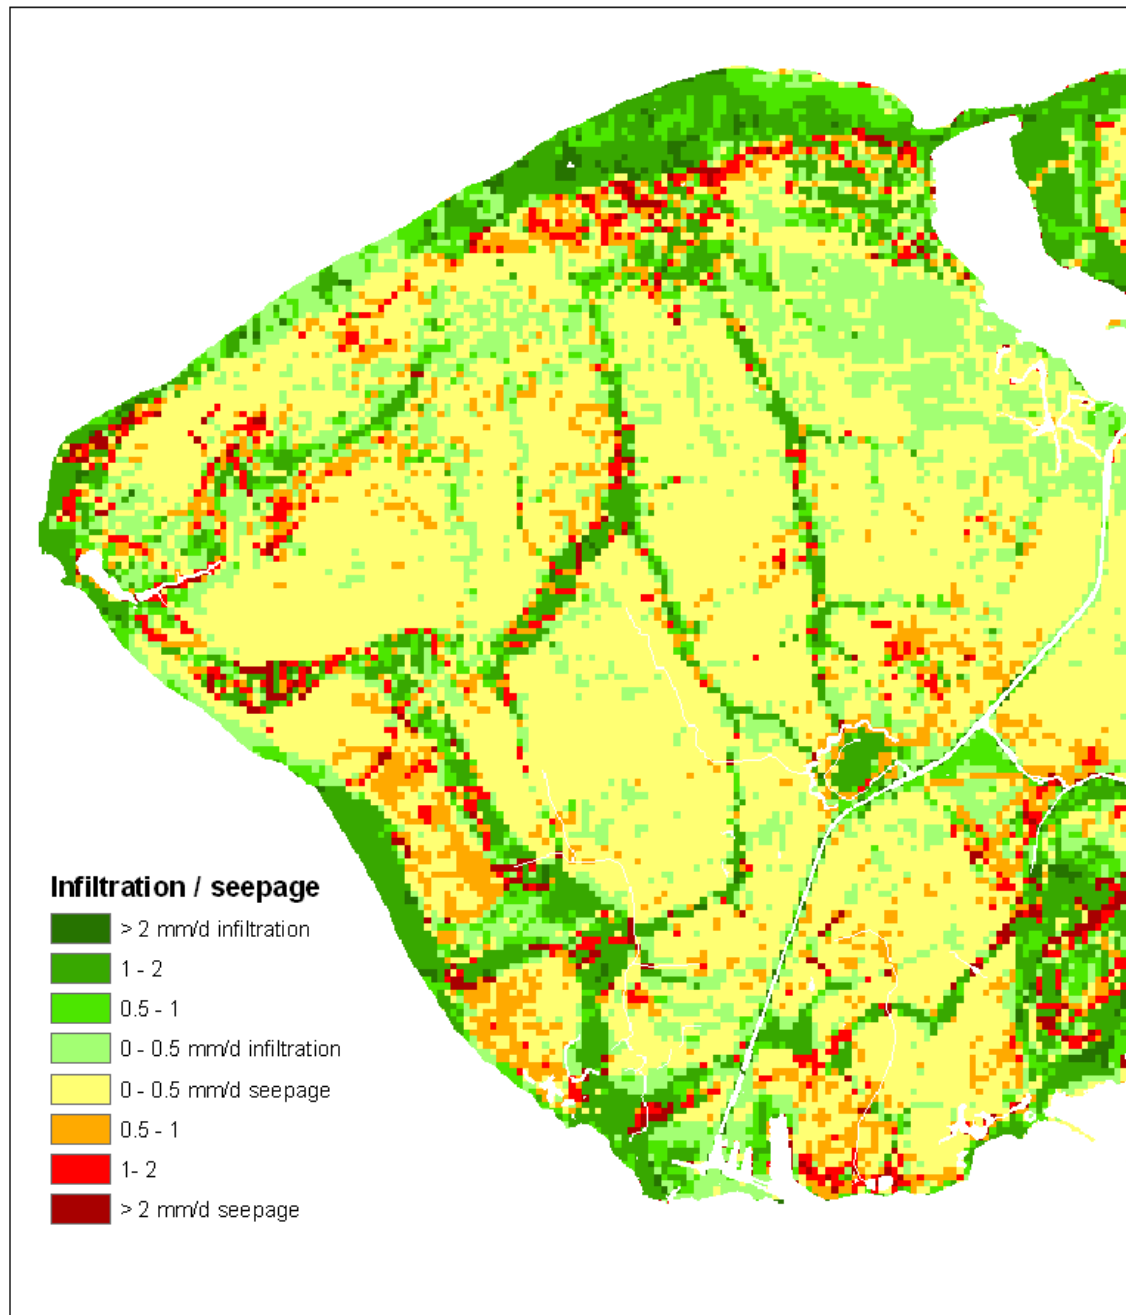 Infiltration / seepage
> 2 mm/d infiltration
1 - 2
0.5 - 1
0 - 0.5 mm/d infiltration
0 - 0.5 mm/d seepage
0.5 - 1
1- 2
> 2 mm/d seepage